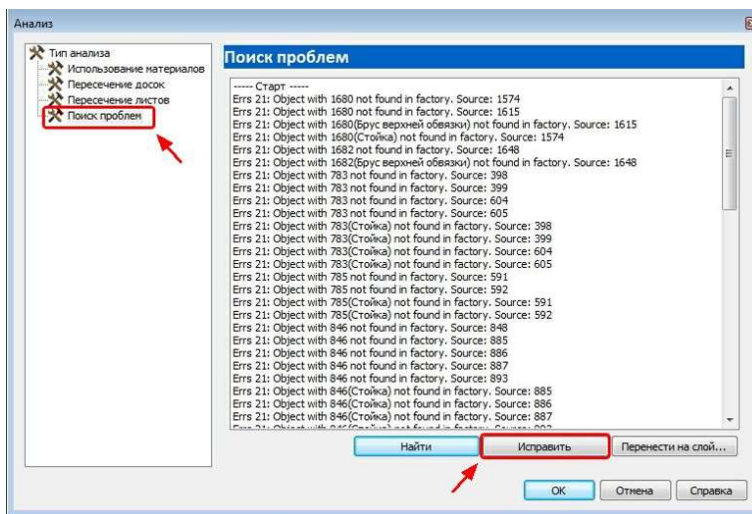 Анализ
Тип анализа
Использование материалов
Пересечение досок
Пересечение листов
Поиск проблем
Поиск проблем
----- Старт -----
Errs 21: Object with 1680 not found in factory. Source: 1574
Errs 21: Object with 1680 not found in factory. Source: 1615
Errs 21: Object with 1680(Брус верхней обвязки) not found in factory. Source: 1615
Errs 21: Object with 1680(Стойка) not found in factory. Source: 1574
Errs 21: Object with 1682 not found in factory. Source: 1648
Errs 21: Object with 1682(Брус верхней обвязки) not found in factory. Source: 1648
Errs 21: Object with 783 not found in factory. Source: 398
Errs 21: Object with 783 not found in factory. Source: 399
Errs 21: Object with 783 not found in factory. Source: 604
Errs 21: Object with 783 not found in factory. Source: 605
Errs 21: Object with 783(Стойка) not found in factory. Source: 398
Errs 21: Object with 783(Стойка) not found in factory. Source: 399
Errs 21: Object with 783(Стойка) not found in factory. Source: 604
Errs 21: Object with 783(Стойка) not found in factory. Source: 605
Errs 21: Object with 785 not found in factory. Source: 591
Errs 21: Object with 785 not found in factory. Source: 592
Errs 21: Object with 785(Стойка) not found in factory. Source: 591
Errs 21: Object with 785(Стойка) not found in factory. Source: 592
Errs 21: Object with 846 not found in factory. Source: 848
Errs 21: Object with 846 not found in factory. Source: 885
Errs 21: Object with 846 not found in factory. Source: 886
Errs 21: Object with 846 not found in factory. Source: 887
Errs 21: Object with 846 not found in factory. Source: 893
Errs 21: Object with 846(Стойка) not found in factory. Source: 885
Errs 21: Object with 846(Стойка) not found in factory. Source: 886
Errs 21: Object with 846(Стойка) not found in factory. Source: 887
Найти Исправить Перенести на слой...
OK Отмена Справка